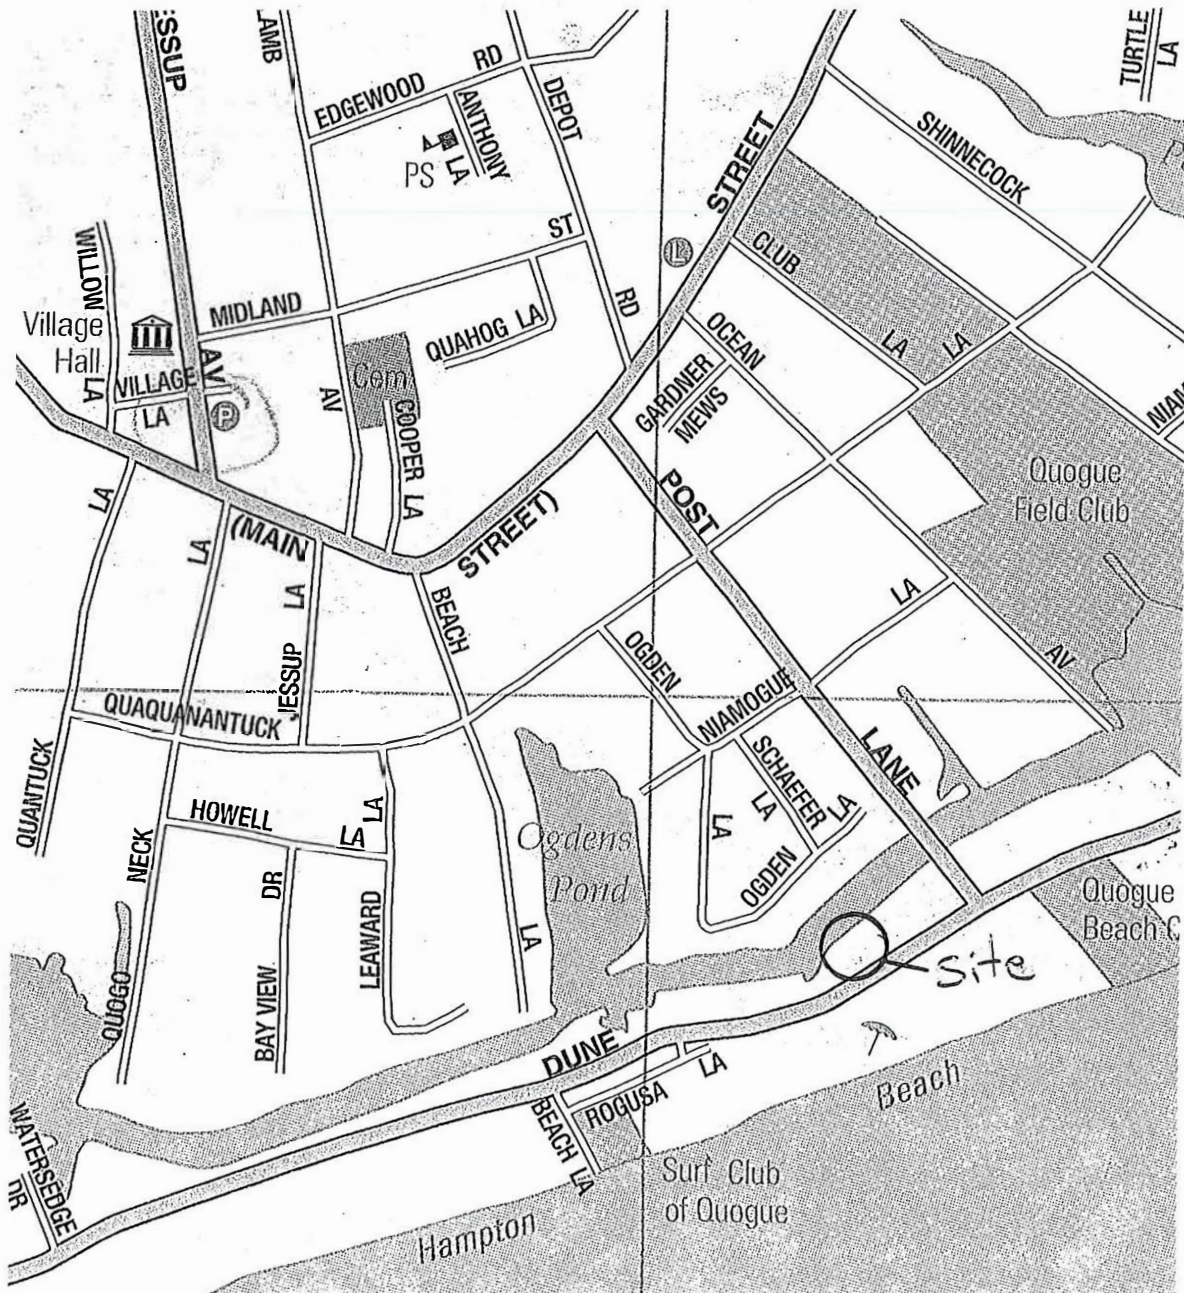 ESSUP
LAMB
EDGEWOOD RD
ANTHONY LA
PS
DEPOT RD
STREET
SHINNECOCK
TURTLE LA
WILLOW LA
Village
Hall
MIDLAND ST
QUAHOG LA
L
CLUB LA
LA
OCEAN
GARDNER
MEWS
VILLAGE
LA
AV
P
AV
Cem
COOPER LA
NIAM
Quogue
Field Club
(MAIN STREET)
POST
LA
LA
JESSUP LA
BEACH
OGDEN
NIAMOGUE LA
AV
QUAQUANANTUCK
QUANTUCK
HOWELL LA
LA
NECK
DR
LEAWARD
QUOGO
BAY VIEW
Ogdens
Pond
LA
SCHAEFER LA
LA
OGDEN LA
LANE
Quogue
Beach C
site
DUNE
ROGUSA LA
BEACH LA
Beach
Surf Club
of Quogue
Hampton
WATERSEDGE
DR